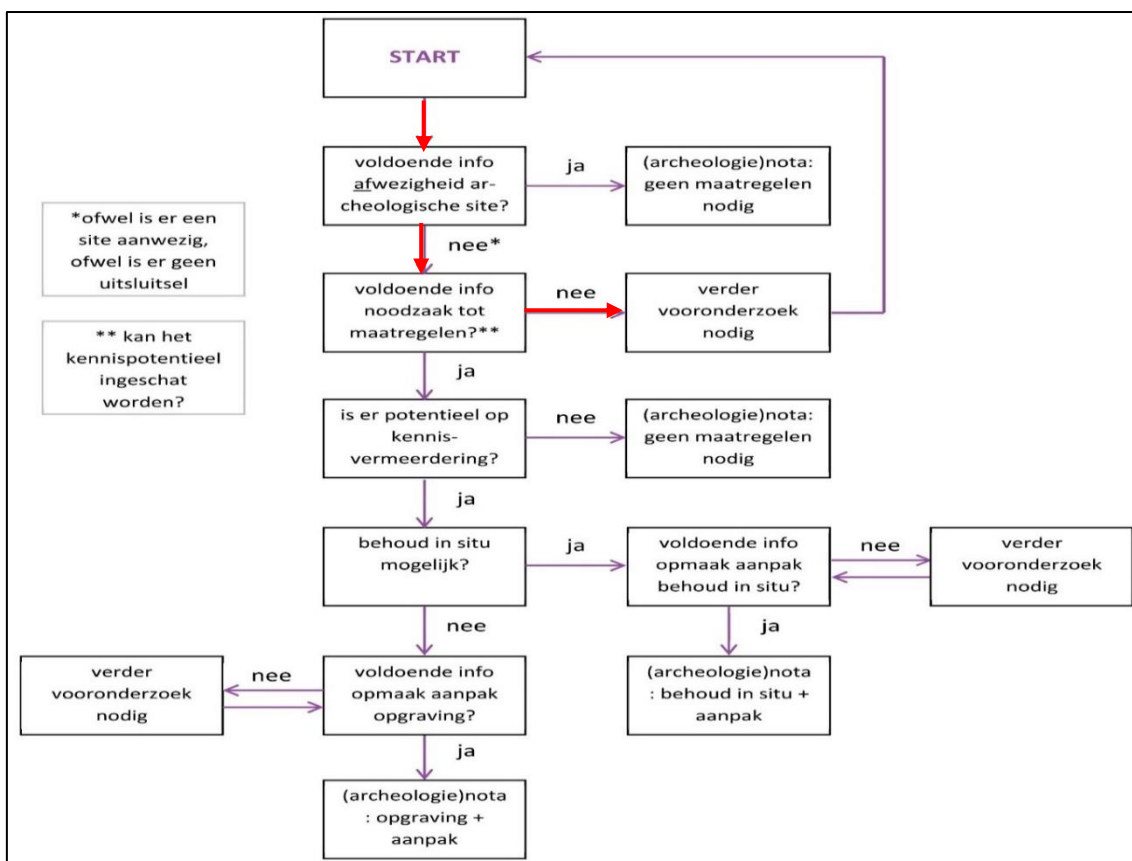 START
voldoende info
afwezigheid ar-
cheologische site?
ja
(archeologie)nota:
geen maatregelen
nodig
*ofwel is er een
site aanwezig,
ofwel is er geen
uitsluitsel
nee*
voldoende info
noodzaak tot
maatregelen?**
nee
verder
vooronderzoek
nodig
** kan het
kennispotentieel
ingeschat
worden?
ja
is er potentieel op
kennis-
vermeerdering?
nee
(archeologie)nota:
geen maatregelen
nodig
ja
behoud in situ
mogelijk?
ja
voldoende info
opmaak aanpak
behoud in situ?
nee
verder
vooronderzoek
nodig
nee
ja
verder
vooronderzoek
nodig
nee
voldoende info
opmaak aanpak
opgraving?
(archeologie)nota
: behoud in situ +
aanpak
ja
(archeologie)nota
: opgraving +
aanpak